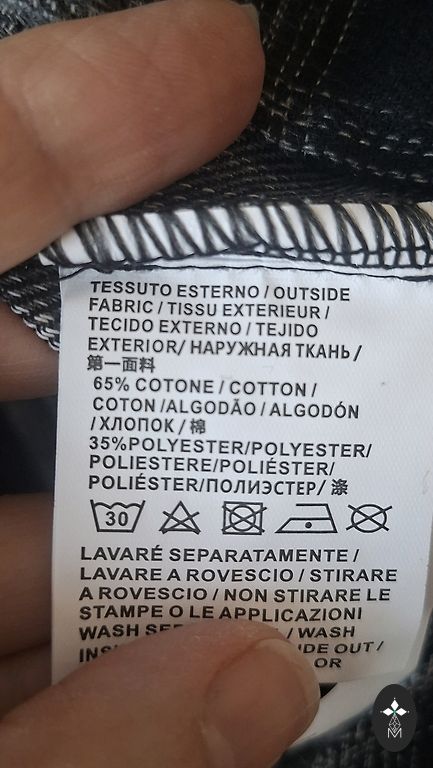 TESSUTO ESTERNO / OUTSIDE
FABRIC / TISSU EXTERIEUR /
TECIDO EXTERNO / TEJIDO
EXTERIOR/ НАРУЖНАЯ ТКАНЬ /
第一面料
65% COTONE / COTTON /
COTON /ALGODÃO / ALGODÓN
/ ХЛОПОК / 棉
35%POLYESTER/POLYESTER/
POLIESTERE/POLIÉSTER/
POLIÉSTER/ПОЛИЭСТЕР/ 涤
30
LAVARÉ SEPARATAMENTE /
LAVARE A ROVESCIO / STIRARE
A ROVESCIO / NON STIRARE LE
STAMPE O LE APPLICAZIONI
WASH / WASH
OUT /
OR
M